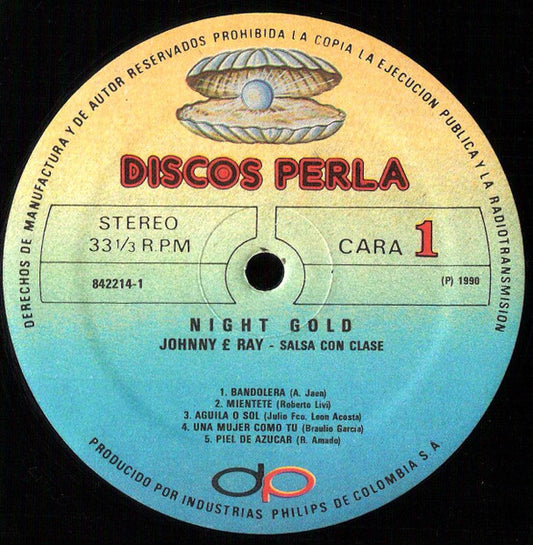 DERECHOS DE MANUFACTURA Y DE AUTOR RESERVADOS PROHIBIDA LA COPIA LA EJECUCION PUBLICA Y LA RADIOTRANSMISION
DISCOS PERLA
STEREO
33 1/3 R.P.M
CARA 1
842214-1
(P) 1990
NIGHT GOLD
JOHNNY £ RAY - SALSA CON CLASE
1. BANDOLERA (A. Jaen)
2. MIENTETE (Roberto Livi)
3. AGUILA O SOL (Julio Fco. Leon Acosta)
4. UNA MUJER COMO TU (Braulio García)
5. PIEL DE AZUCAR (R. Amado)
dp
PRODUCIDO POR INDUSTRIAS PHILIPS DE COLOMBIA S.A.